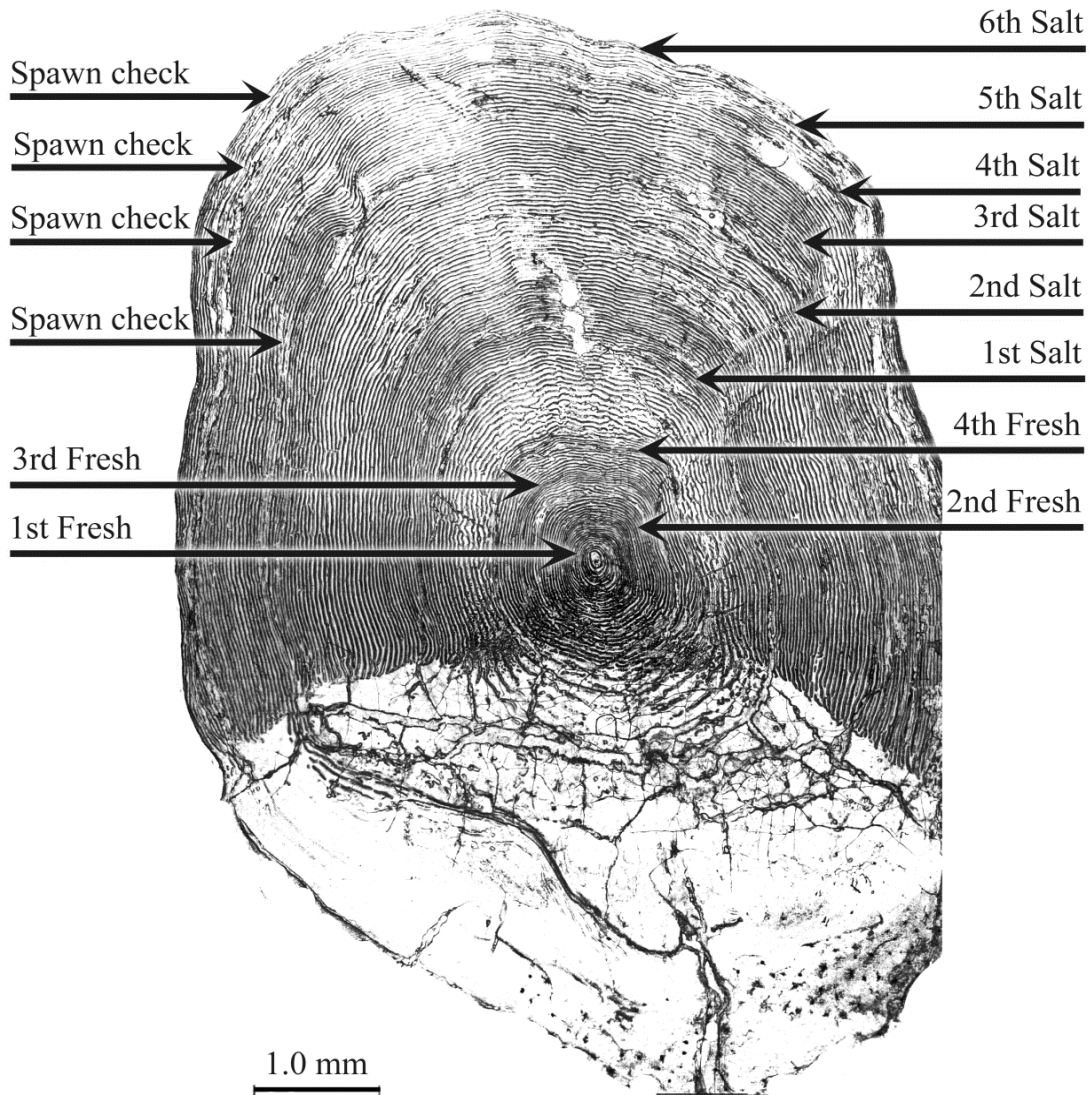 6th Salt
Spawn check
5th Salt
Spawn check
4th Salt
Spawn check
3rd Salt
2nd Salt
Spawn check
1st Salt
4th Fresh
3rd Fresh
2nd Fresh
1st Fresh
1.0 mm